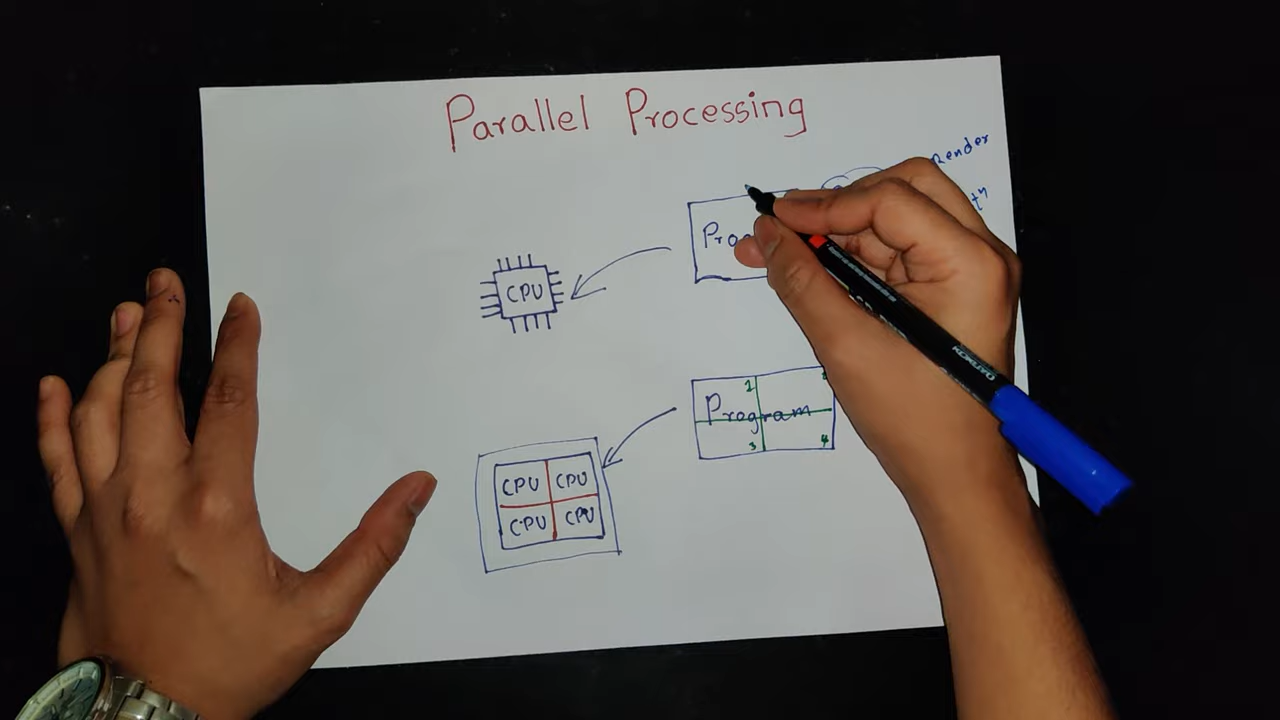 Parallel Processing
Render
CPU
1
Program
3 4
CPU CPU
CPU CPU